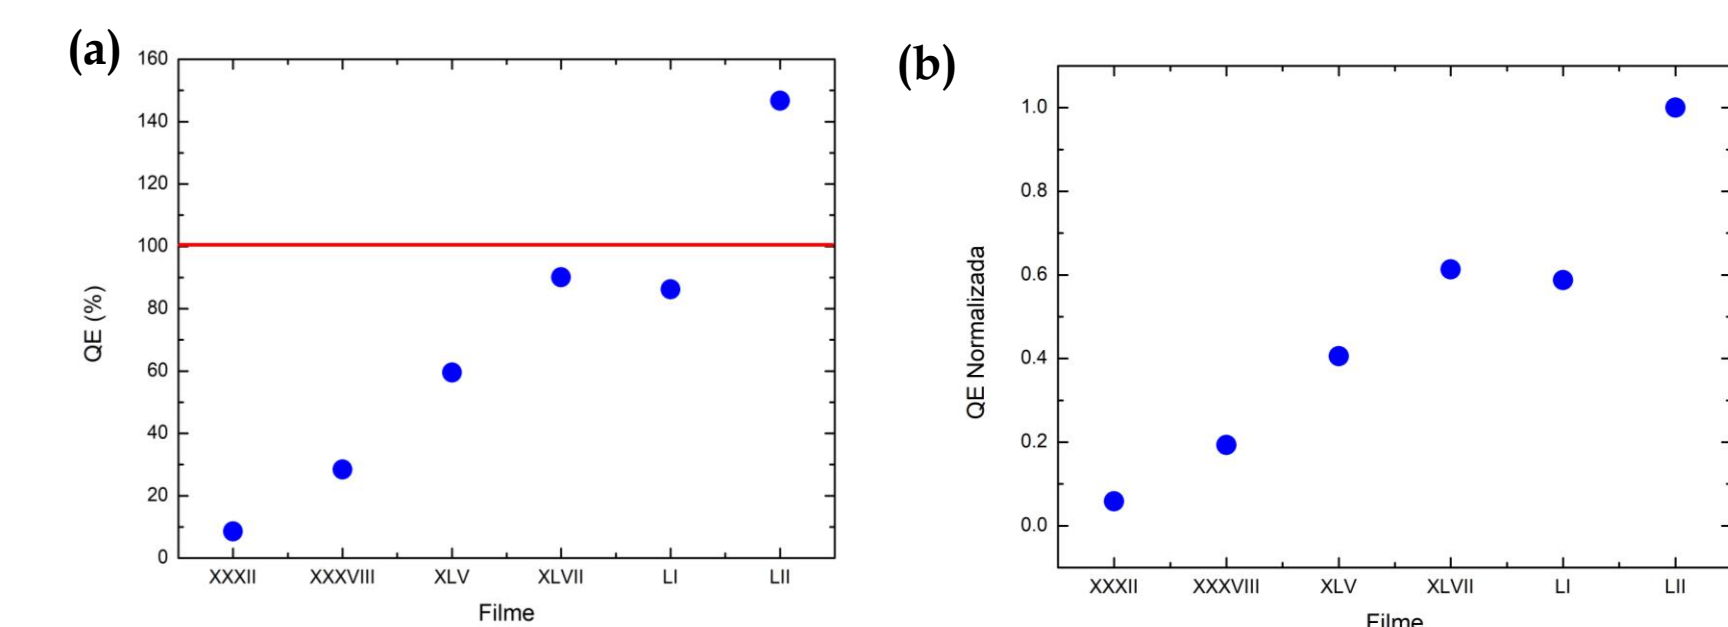 (a)
160
140
120
100
80
60
40
20
0
QE (%)
XXXII XXXVIII XLV XLVII LI LII
Filme
(b)
1.0
0.8
0.6
0.4
0.2
0.0
QE Normalizada
XXXII XXXVIII XLV XLVII LI LII
Filme